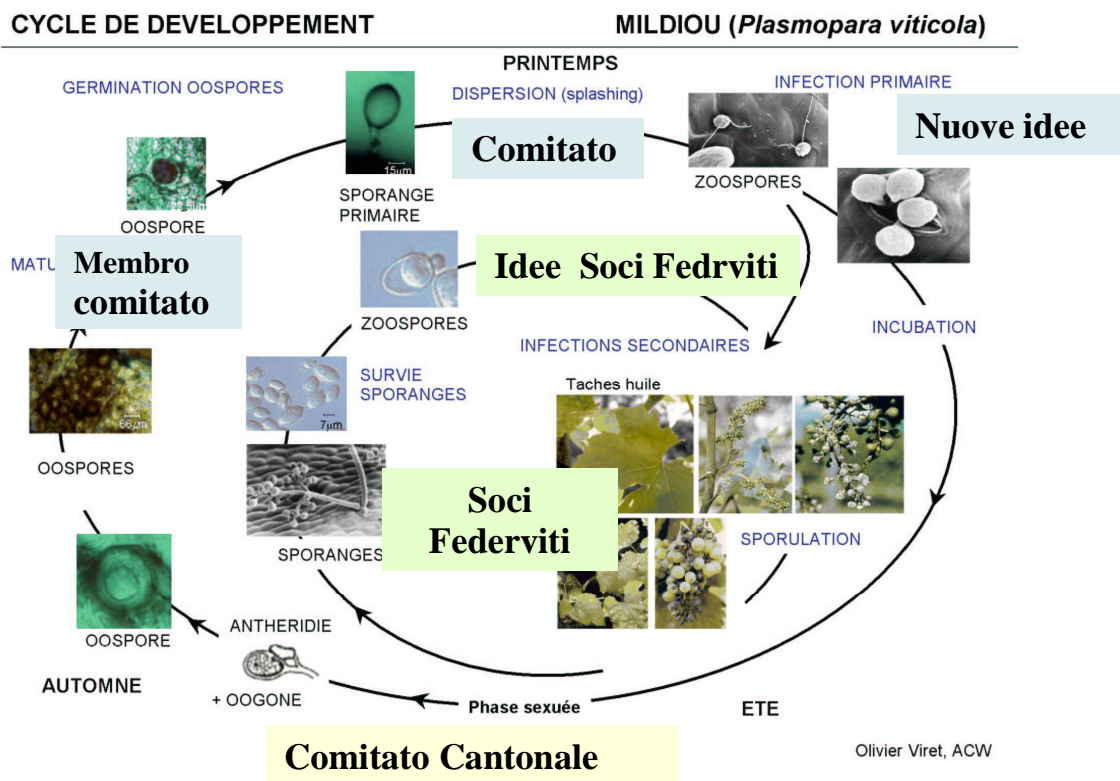 CYCLE DE DEVELOPPEMENT
MILDIOU (Plasmopara viticola)
PRINTEMPS
GERMINATION OOSPORES
DISPERSION (splashing)
INFECTION PRIMAIRE
Comitato
Nuove idee
15µm
SPORANGE
PRIMAIRE
ZOOSPORES
OOSPORE
MATU
Membro
comitato
Idee Soci Fedrviti
ZOOSPORES
INFECTIONS SECONDAIRES
INCUBATION
SURVIE
SPORANGES
Taches huile
7µm
66µm
OOSPORES
Soci
Federviti
SPORANGES
SPORULATION
OOSPORE
ANTHERIDIE
+ OOGONE
AUTOMNE
Phase sexuée
ETE
Comitato Cantonale
Olivier Viret, ACW